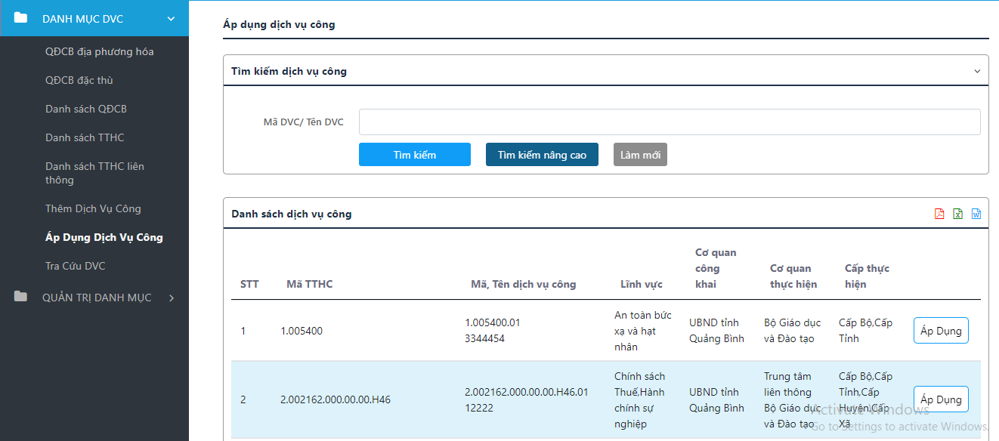 DANH MỤC DVC
QĐCB địa phương hóa
QĐCB đặc thù
Danh sách QĐCB
Danh sách TTHC
Danh sách TTHC liên
thông
Thêm Dịch Vụ Công
Áp Dụng Dịch Vụ Công
Tra Cứu DVC
QUẢN TRỊ DANH MỤC
Áp dụng dịch vụ công
Tìm kiếm dịch vụ công
Mã DVC/ Tên DVC
Tìm kiếm
Tìm kiếm nâng cao
Làm mới
Danh sách dịch vụ công
STT
Mã TTHC
Mã, Tên dịch vụ công
Lĩnh vực
Cơ quan
công
khai
Cơ quan
thực hiện
Cấp thực
hiện
1
1.005400
1.005400.01
3344454
An toàn bức
xạ và hạt
nhân
UBND tỉnh
Quảng Bình
Bộ Giáo dục
và Đào tạo
Cấp Bộ,Cấp
Tỉnh
Áp Dụng
2
2.002162.000.00.00.H46
2.002162.000.00.00.H46.01
12222
Chính sách
Thuế,Hành
chính sự
nghiệp
UBND tỉnh
Quảng Bình
Trung tâm
liên thông
Bộ Giáo dục
và Đào tạo
Cấp Bộ,Cấp
Tỉnh,Cấp
Huyện,Cấp
Xã
Áp Dụng
Activate Windows
Go to Settings to activate Windows.